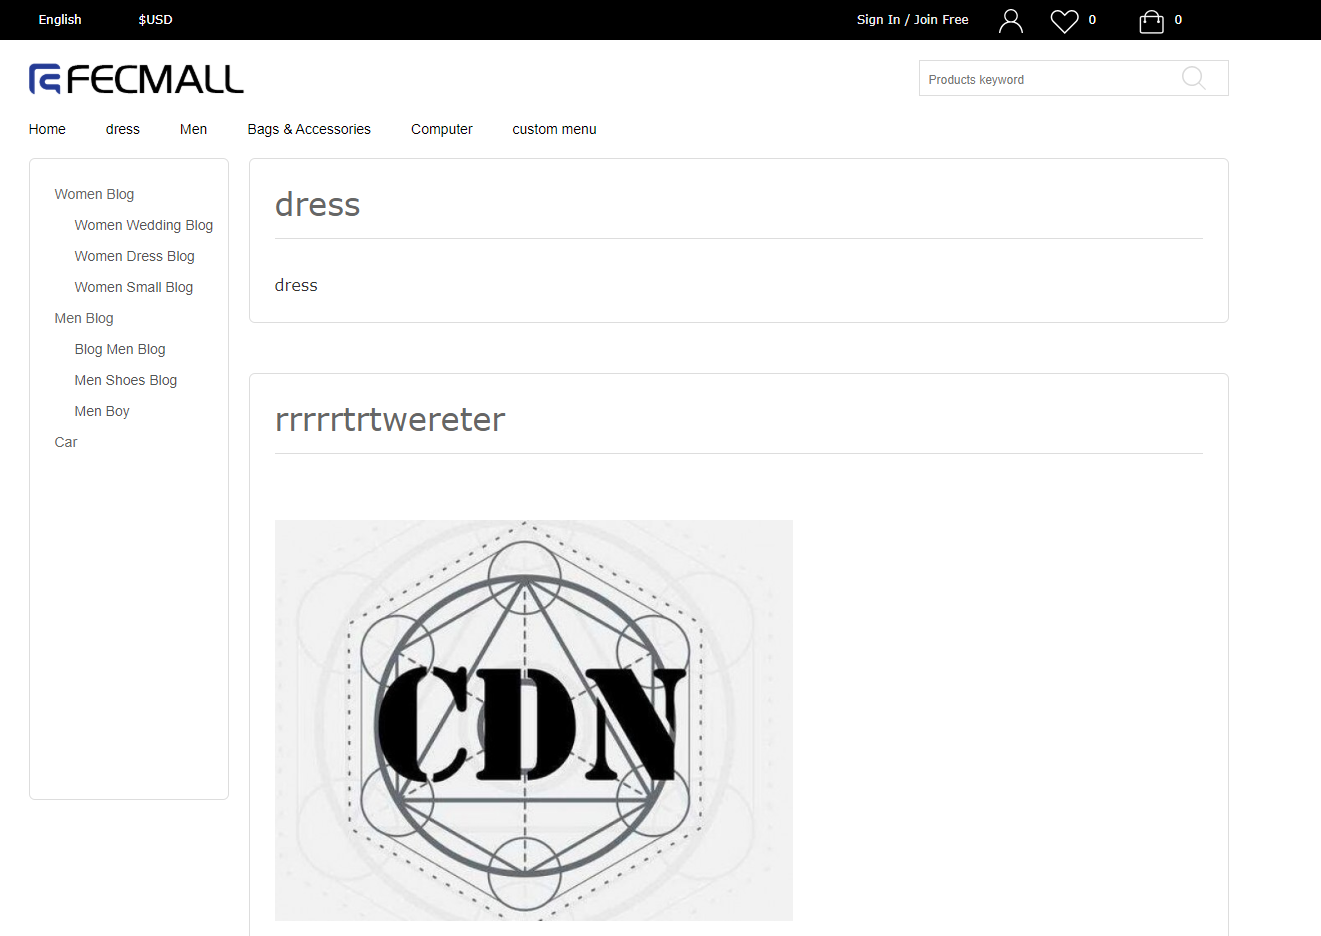 English $USD Sign In / Join Free 0 0
FECMALL
Products keyword
Home dress Men Bags & Accessories Computer custom menu
Women Blog
Women Wedding Blog
Women Dress Blog
Women Small Blog
Men Blog
Blog Men Blog
Men Shoes Blog
Men Boy
Car
dress
dress
rrrrrtrtwereter
CDN